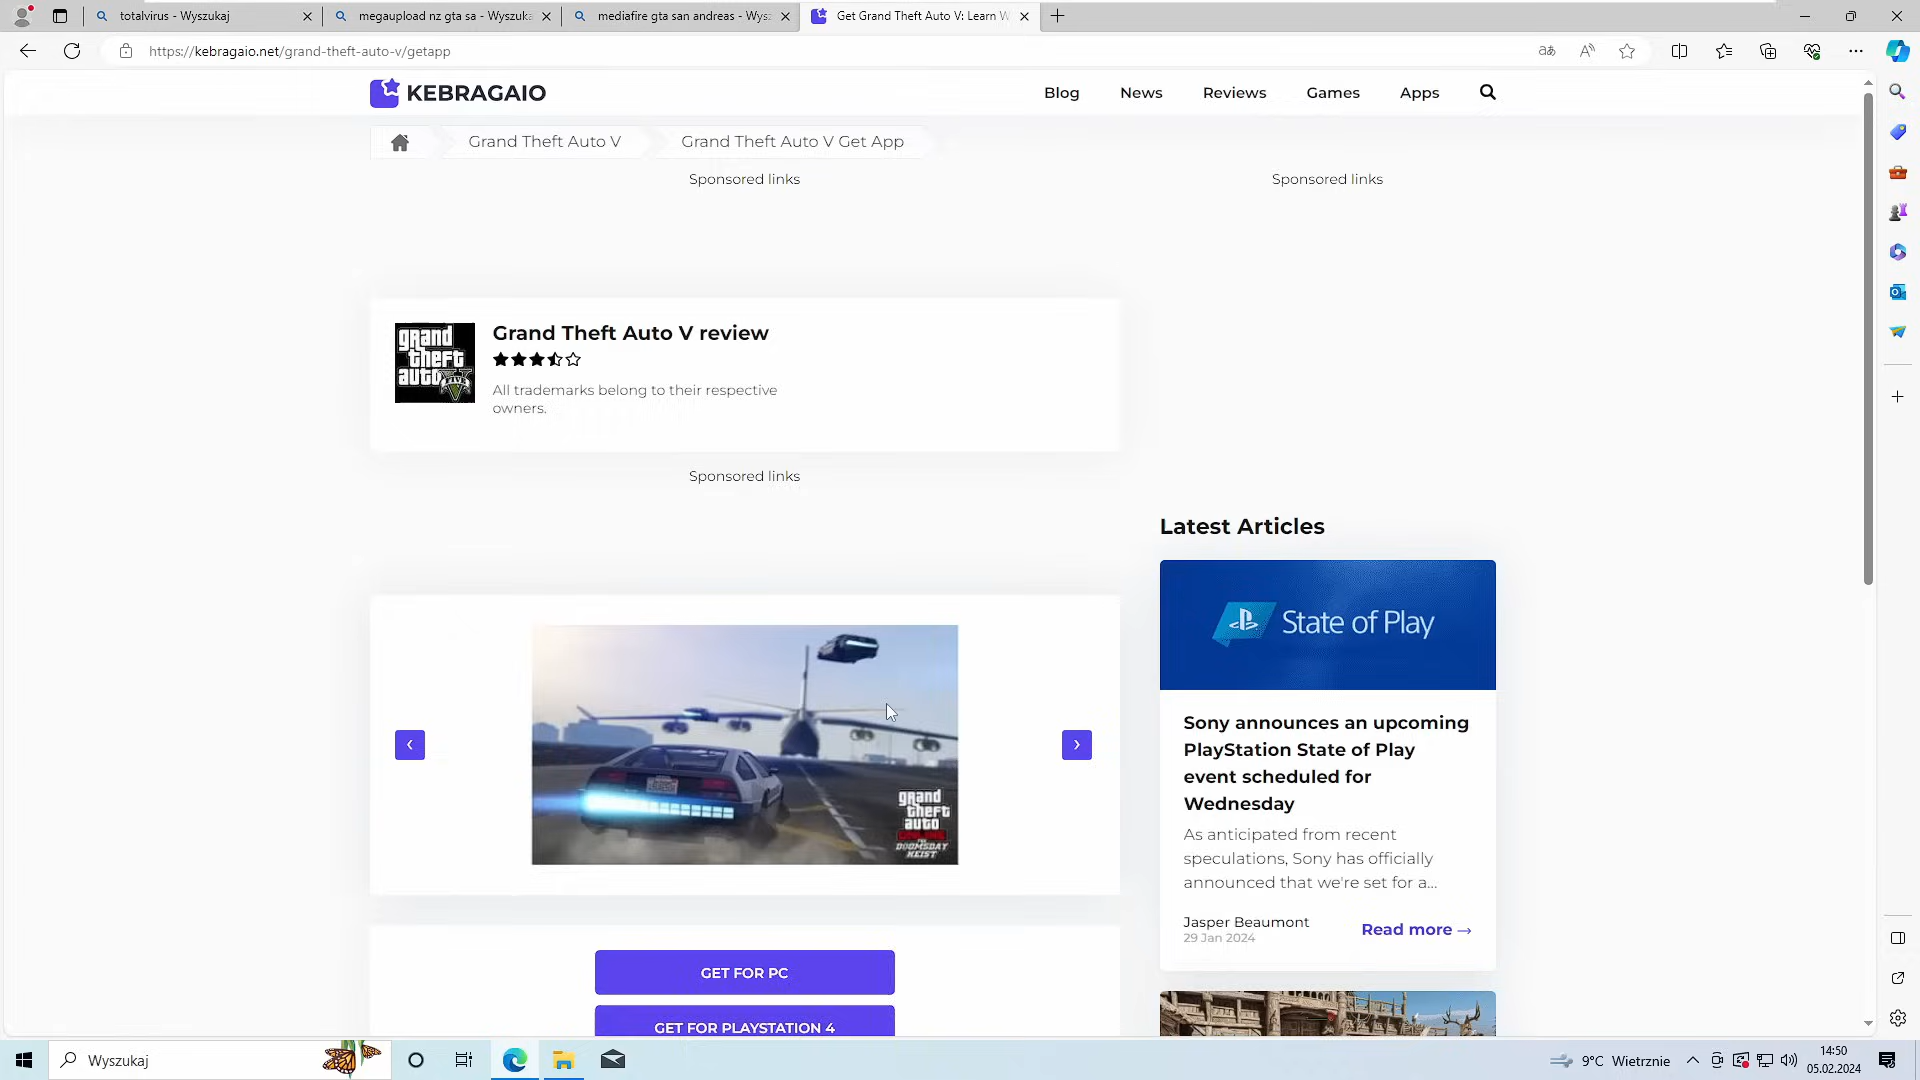 totalvirus - Wyszukaj
megaupload nz gta sa - Wyszuka
mediafire gta san andreas - Wysz
Get Grand Theft Auto V: Learn W
https://kebragaio.net/grand-theft-auto-v/getapp
KEBRAGAIO
Blog
News
Reviews
Games
Apps
Grand Theft Auto V
Grand Theft Auto V Get App
Sponsored links
Sponsored links
grand theft auto V FIVE
Grand Theft Auto V review
All trademarks belong to their respective
owners.
Sponsored links
Latest Articles
State of Play
grand
theft
auto
ONLINE
THE
DOOMSDAY
HEIST
Sony announces an upcoming
PlayStation State of Play
event scheduled for
Wednesday
As anticipated from recent
speculations, Sony has officially
announced that we're set for a...
Jasper Beaumont
29 Jan 2024
Read more →
GET FOR PC
GET FOR PLAYSTATION 4
Wyszukaj
9°C Wietrznie
14:50
05.02.2024